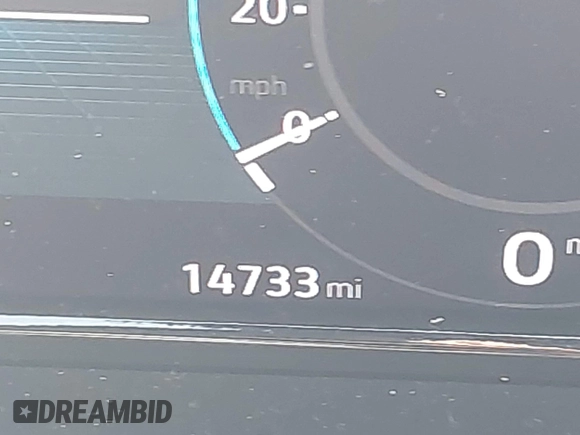 20-
mph
0
0
14733 mi
DREAMBID